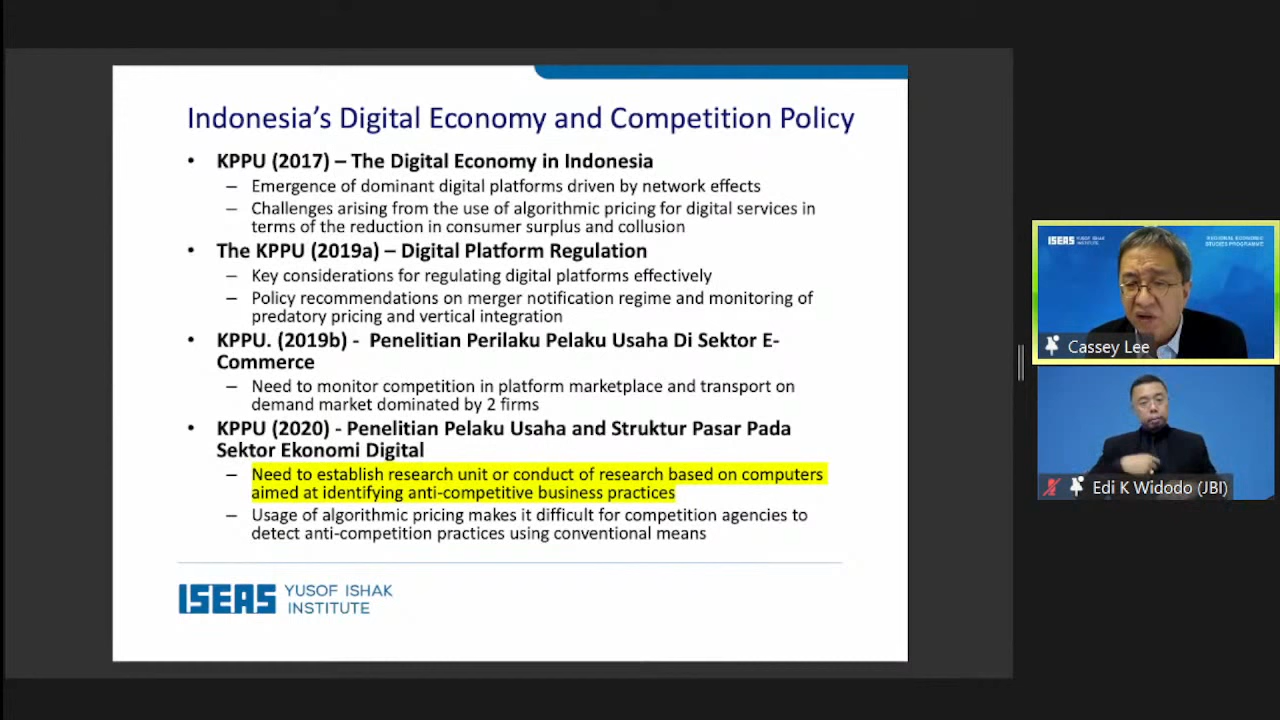 Indonesia's Digital Economy and Competition Policy
• KPPU (2017) – The Digital Economy in Indonesia
– Emergence of dominant digital platforms driven by network effects
– Challenges arising from the use of algorithmic pricing for digital services in
terms of the reduction in consumer surplus and collusion
• The KPPU (2019a) – Digital Platform Regulation
– Key considerations for regulating digital platforms effectively
– Policy recommendations on merger notification regime and monitoring of
predatory pricing and vertical integration
• KPPU. (2019b) - Penelitian Perilaku Pelaku Usaha Di Sektor E-
Commerce
– Need to monitor competition in platform marketplace and transport on
demand market dominated by 2 firms
• KPPU (2020) - Penelitian Pelaku Usaha and Struktur Pasar Pada
Sektor Ekonomi Digital
– Need to establish research unit or conduct of research based on computers
aimed at identifying anti-competitive business practices
– Usage of algorithmic pricing makes it difficult for competition agencies to
detect anti-competition practices using conventional means
ISEAS YUSOF ISHAK
INSTITUTE
ISEAS YUSOF ISHAK
INSTITUTE
REGIONAL ECONOMIC
STUDIES PROGRAMME
Cassey Lee
Edi K Widodo (JBI)